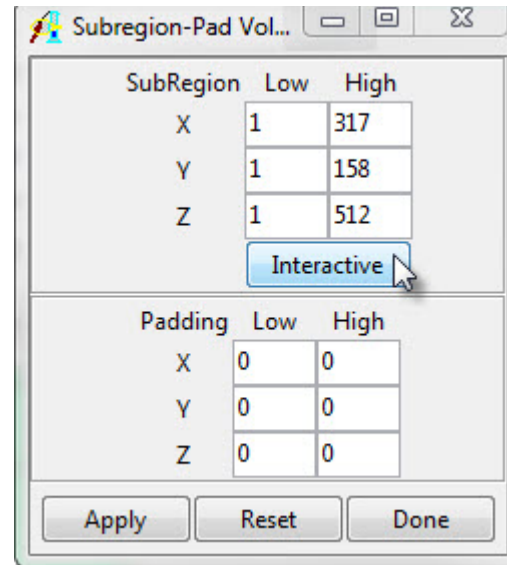 Subregion-Pad Vol...
SubRegion Low High
X 1 317
Y 1 158
Z 1 512
Interactive
Padding Low High
X 0 0
Y 0 0
Z 0 0
Apply Reset Done